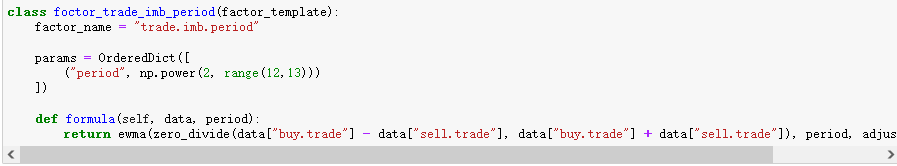 class foctor_trade_imb_period(factor_template):
    factor_name = "trade.imb.period"
    params = OrderedDict([
        ("period", np.power(2, range(12,13)))
    ])
    def formula(self, data, period):
        return ewma(zero_divide(data["buy.trade"] - data["sell.trade"], data["buy.trade"] + data["sell.trade"]), period, adjus